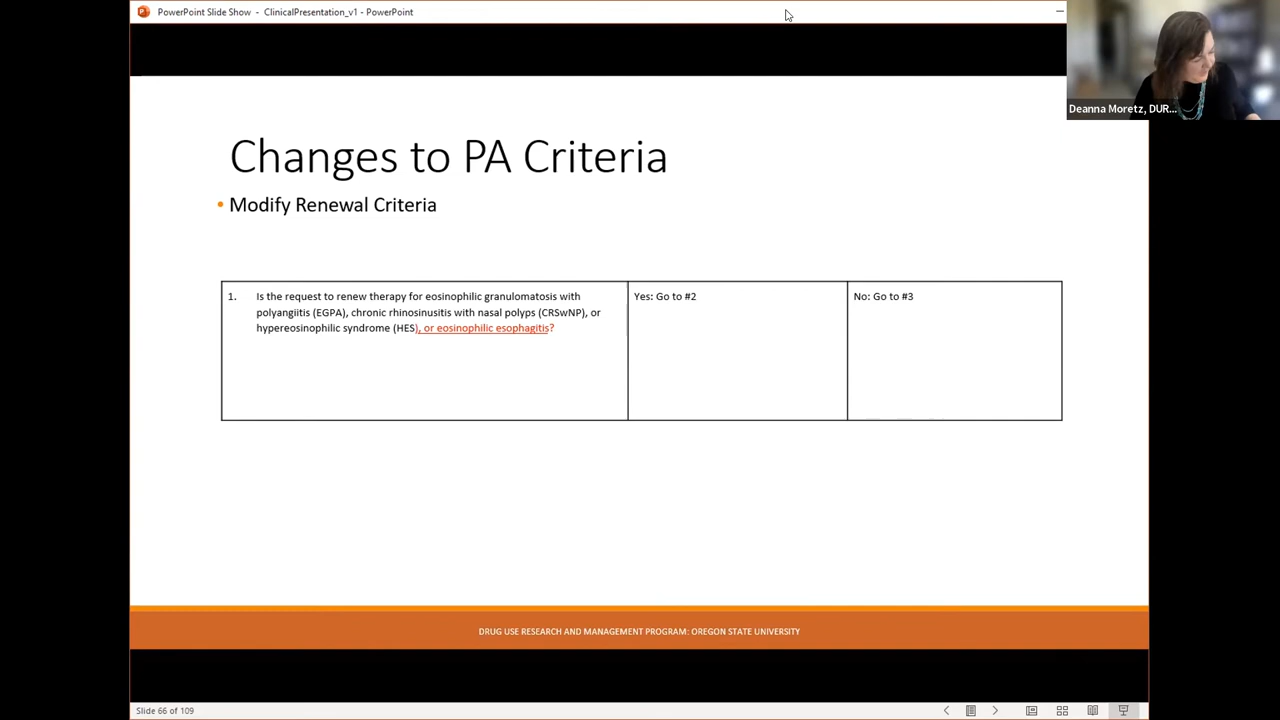 PowerPoint Slide Show - ClinicalPresentation_v1 - PowerPoint
Deanna Moretz, DUR...
Changes to PA Criteria
• Modify Renewal Criteria
1. Is the request to renew therapy for eosinophilic granulomatosis with
polyangiitis (EGPA), chronic rhinosinusitis with nasal polyps (CRSwNP), or
hypereosinophilic syndrome (HES), or eosinophilic esophagitis?
Yes: Go to #2
No: Go to #3
DRUG USE RESEARCH AND MANAGEMENT PROGRAM: OREGON STATE UNIVERSITY
Slide 66 of 109